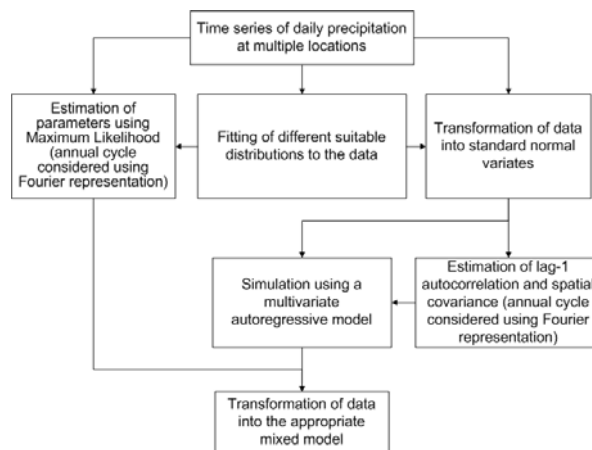 Time series of daily precipitation
at multiple locations
Estimation of
parameters using
Maximum Likelihood
(annual cycle
considered using
Fourier representation)
Fitting of different suitable
distributions to the data
Transformation of data
into standard normal
variates
Simulation using a
multivariate
autoregressive model
Estimation of lag-1
autocorrelation and spatial
covariance (annual cycle
considered using Fourier
representation)
Transformation of data
into the appropriate
mixed model